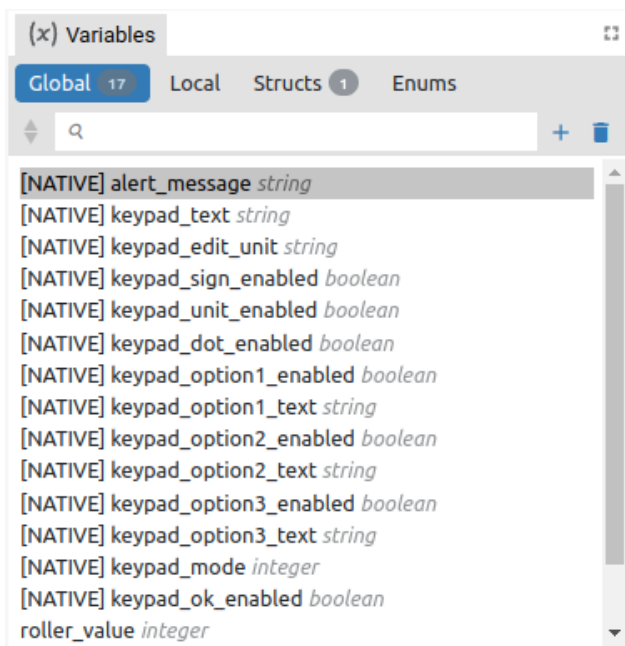 (x) Variables
Global 17 Local Structs 1 Enums
[NATIVE] alert_message string
[NATIVE] keypad_text string
[NATIVE] keypad_edit_unit string
[NATIVE] keypad_sign_enabled boolean
[NATIVE] keypad_unit_enabled boolean
[NATIVE] keypad_dot_enabled boolean
[NATIVE] keypad_option1_enabled boolean
[NATIVE] keypad_option1_text string
[NATIVE] keypad_option2_enabled boolean
[NATIVE] keypad_option2_text string
[NATIVE] keypad_option3_enabled boolean
[NATIVE] keypad_option3_text string
[NATIVE] keypad_mode integer
[NATIVE] keypad_ok_enabled boolean
roller_value integer